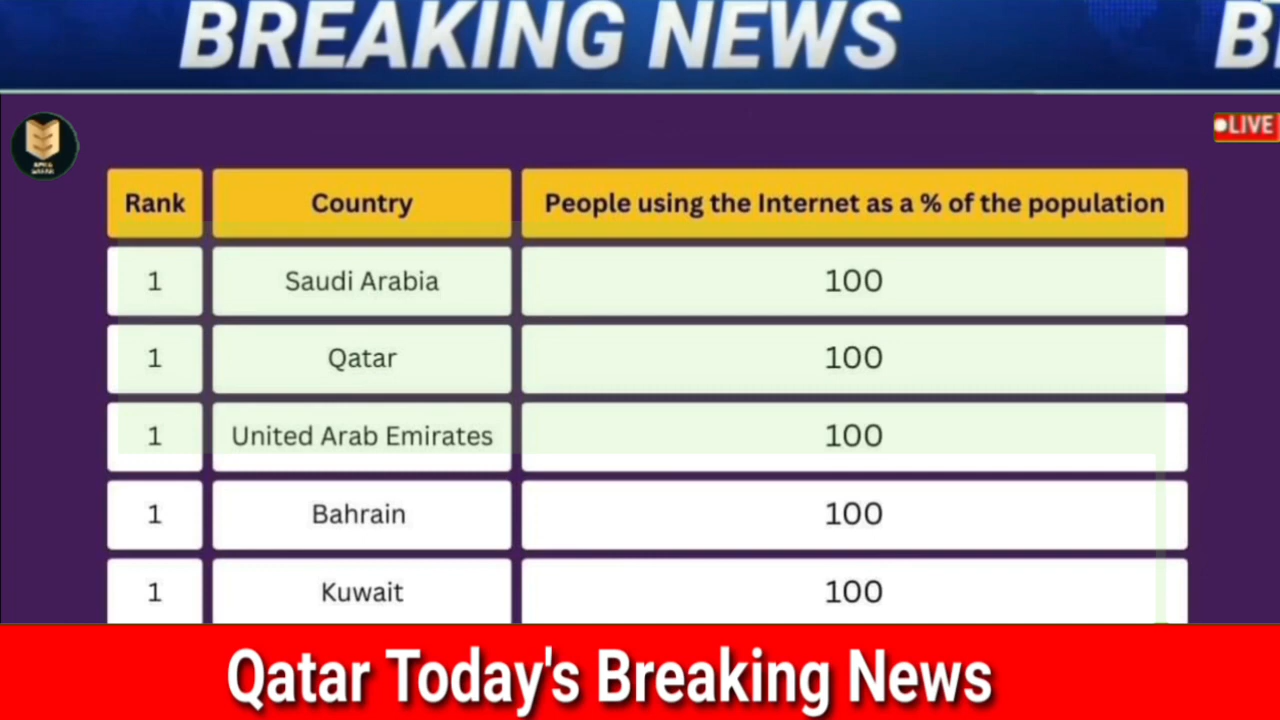 BREAKING NEWS
LIVE
Rank Country People using the Internet as a % of the population
1 Saudi Arabia 100
1 Qatar 100
1 United Arab Emirates 100
1 Bahrain 100
1 Kuwait 100
Qatar Today's Breaking News